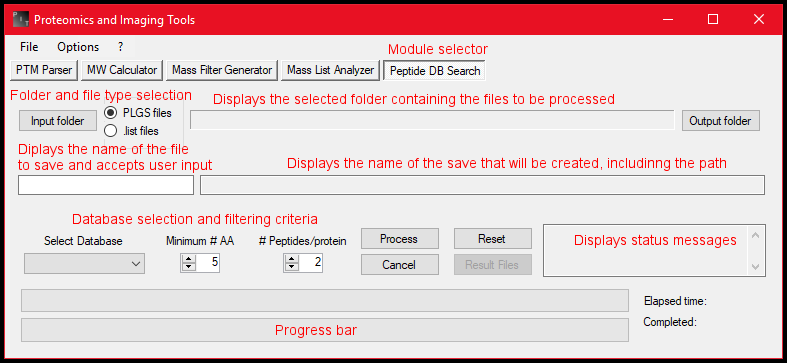 Proteomics and Imaging Tools
File Options ?
Module selector
PTM Parser MW Calculator Mass Filter Generator Mass List Analyzer Peptide DB Search
Folder and file type selection
Displays the selected folder containing the files to be processed
Input folder PLGS files Output folder
.list files
Diplays the name of the file
to save and accepts user input
Displays the name of the save that will be created, includinng the path
Database selection and filtering criteria
Select Database Minimum # AA # Peptides/protein Process Reset
Displays status messages
5 2 Cancel Result Files
Elapsed time:
Completed:
Progress bar